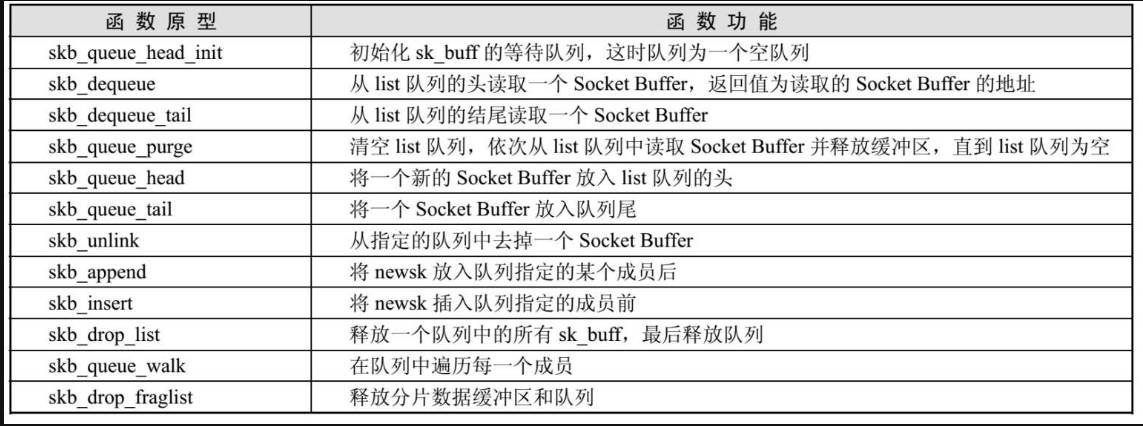 函数原型 函数功能
skb_queue_head_init 初始化 sk_buff 的等待队列，这时队列为一个空队列
skb_dequeue 从 list 队列的头读取一个 Socket Buffer，返回值为读取的 Socket Buffer 的地址
skb_dequeue_tail 从 list 队列的结尾读取一个 Socket Buffer
skb_queue_purge 清空 list 队列，依次从 list 队列中读取 Socket Buffer 并释放缓冲区，直到 list 队列为空
skb_queue_head 将一个新的 Socket Buffer 放入 list 队列的头
skb_queue_tail 将一个 Socket Buffer 放入队列尾
skb_unlink 从指定的队列中去掉一个 Socket Buffer
skb_append 将 newsk 放入队列指定的某个成员后
skb_insert 将 newsk 插入队列指定的成员前
skb_drop_list 释放一个队列中的所有 sk_buff，最后释放队列
skb_queue_walk 在队列中遍历每一个成员
skb_drop_fraglist 释放分片数据缓冲区和队列